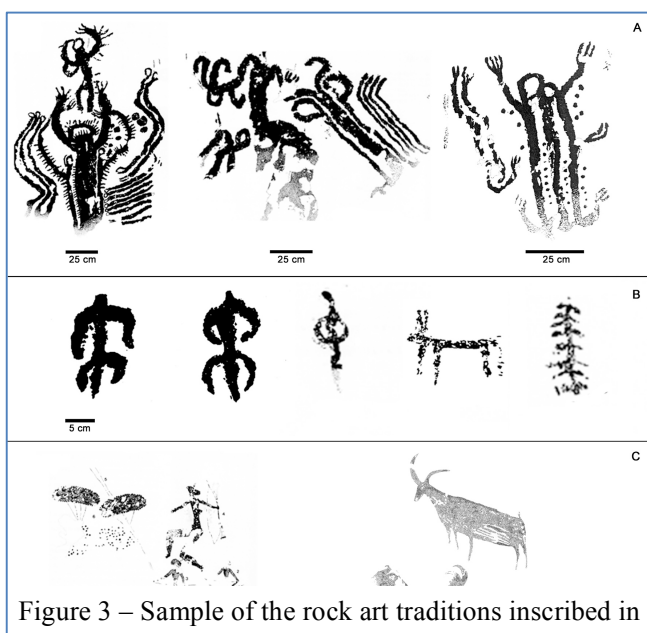 A
25 cm
25 cm
25 cm
B
5 cm
C
Figure 3 – Sample of the rock art traditions inscribed in